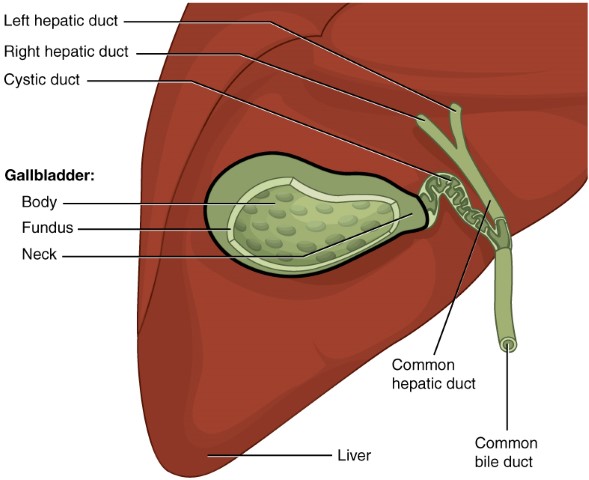 Left hepatic duct
Right hepatic duct
Cystic duct
Gallbladder:
Body
Fundus
Neck
Common
hepatic duct
Common
bile duct
Liver